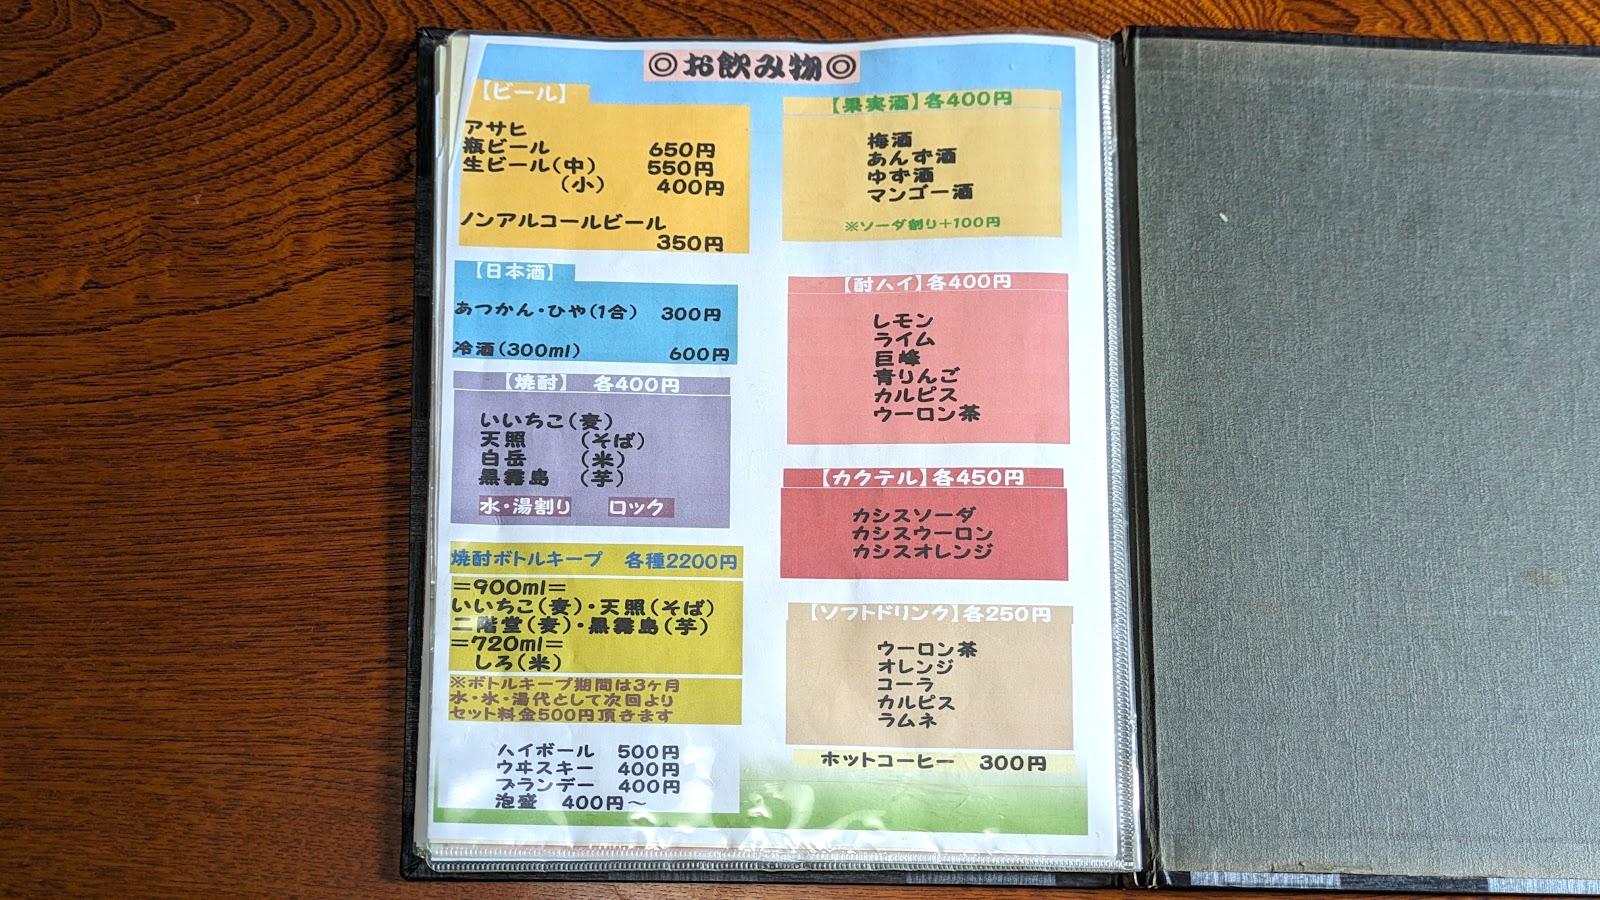 ◎お飲み物◎
【ビール】
アサヒ
瓶ビール 650円
生ビール(中) 550円
(小) 400円
ノンアルコールビール
350円
【日本酒】
あつかん・ひや(1合) 300円
冷酒(300ml) 600円
【焼酎】 各400円
いいちこ(麦)
天照 (そば)
白岳 (米)
黒霧島 (芋)
水・湯割り ロック
焼酎ボトルキープ 各種2200円
=900ml=
いいちこ(麦)・天照(そば)
二階堂(麦)・黒霧島(芋)
=720ml=
しろ(米)
※ボトルキープ期間は3ヶ月
水・氷・湯代として次回より
セット料金500円頂きます
ハイボール 500円
ウヰスキー 400円
ブランデー 400円
泡盛 400円~
【果実酒】各400円
梅酒
あんず酒
ゆず酒
マンゴー酒
※ソーダ割り+100円
【酎ハイ】各400円
レモン
ライム
巨峰
青りんご
カルピス
ウーロン茶
【カクテル】各450円
カシスソーダ
カシスウーロン
カシスオレンジ
【ソフトドリンク】各250円
ウーロン茶
オレンジ
コーラ
カルピス
ラムネ
ホットコーヒー 300円